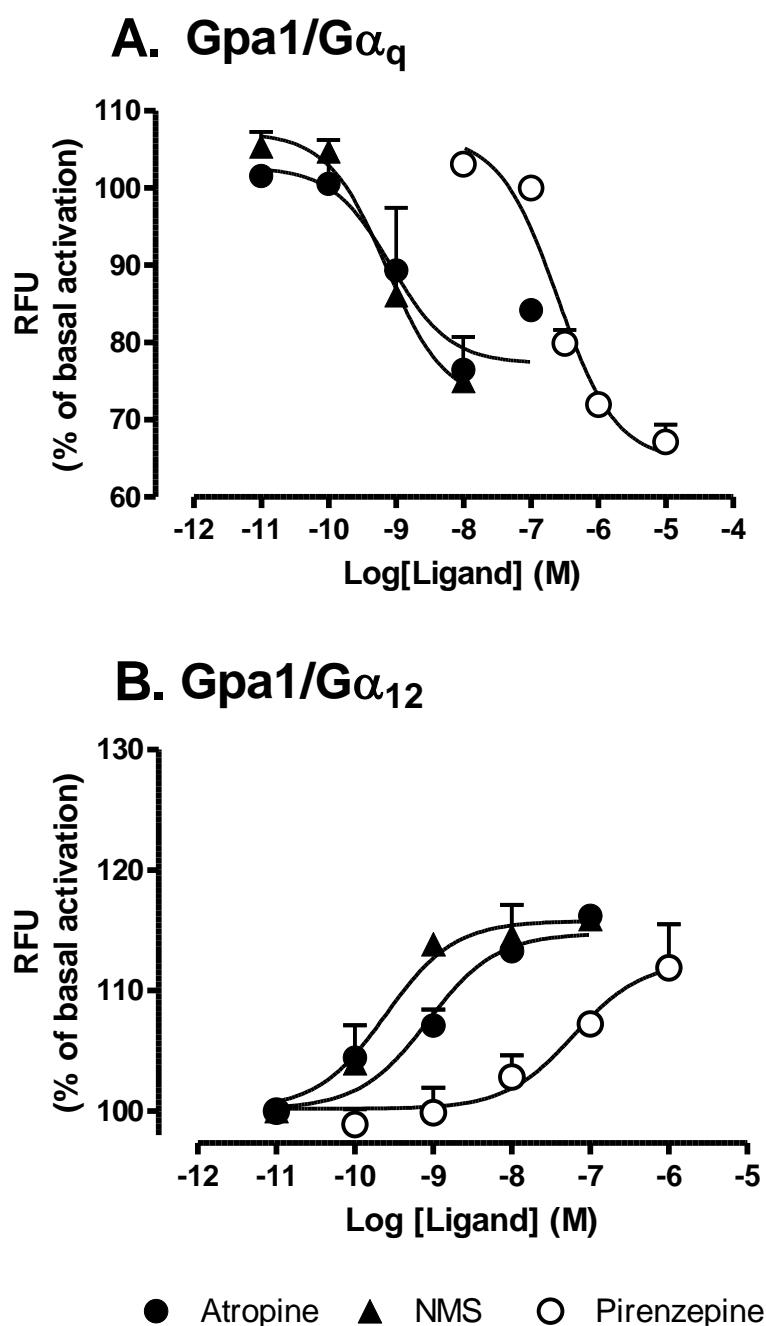 A. Gpa1/Gαq
110
100
90
80
70
60
RFU
(% of basal activation)
-12 -11 -10 -9 -8 -7 -6 -5 -4
Log[Ligand] (M)
B. Gpa1/Gα12
130
120
110
100
RFU
(% of basal activation)
-12 -11 -10 -9 -8 -7 -6 -5
Log [Ligand] (M)
Atropine NMS Pirenzepine